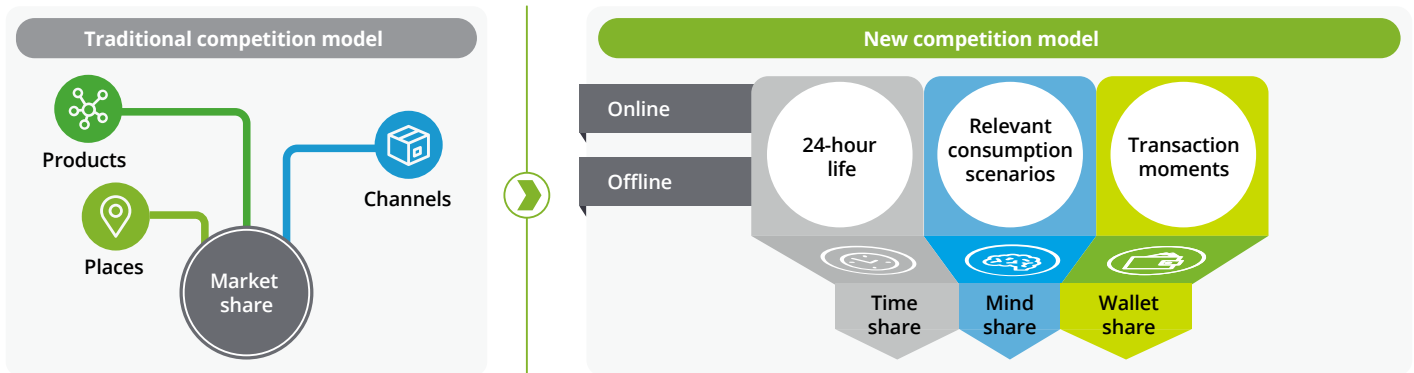 Traditional competition model
Products
Places
Channels
Market
share
New competition model
Online
Offline
24-hour
life
Relevant
consumption
scenarios
Transaction
moments
Time
share
Mind
share
Wallet
share